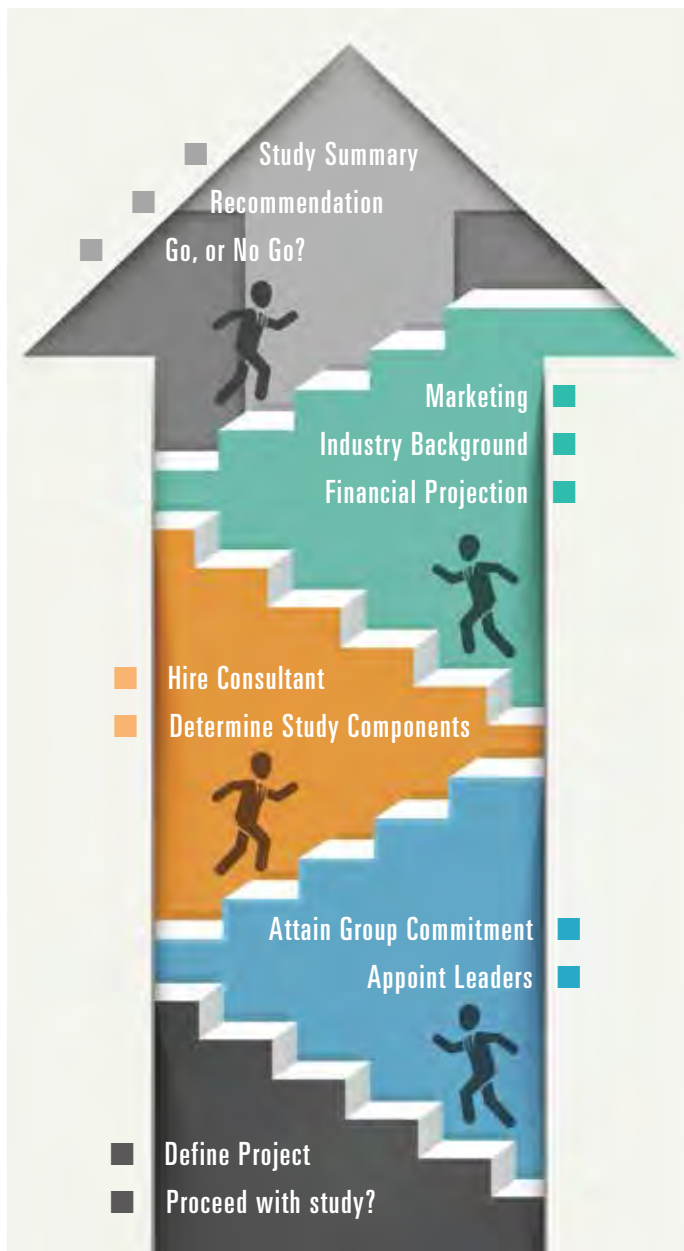 Study Summary
Recommendation
Go, or No Go?
Marketing
Industry Background
Financial Projection
Hire Consultant
Determine Study Components
Attain Group Commitment
Appoint Leaders
Define Project
Proceed with study?